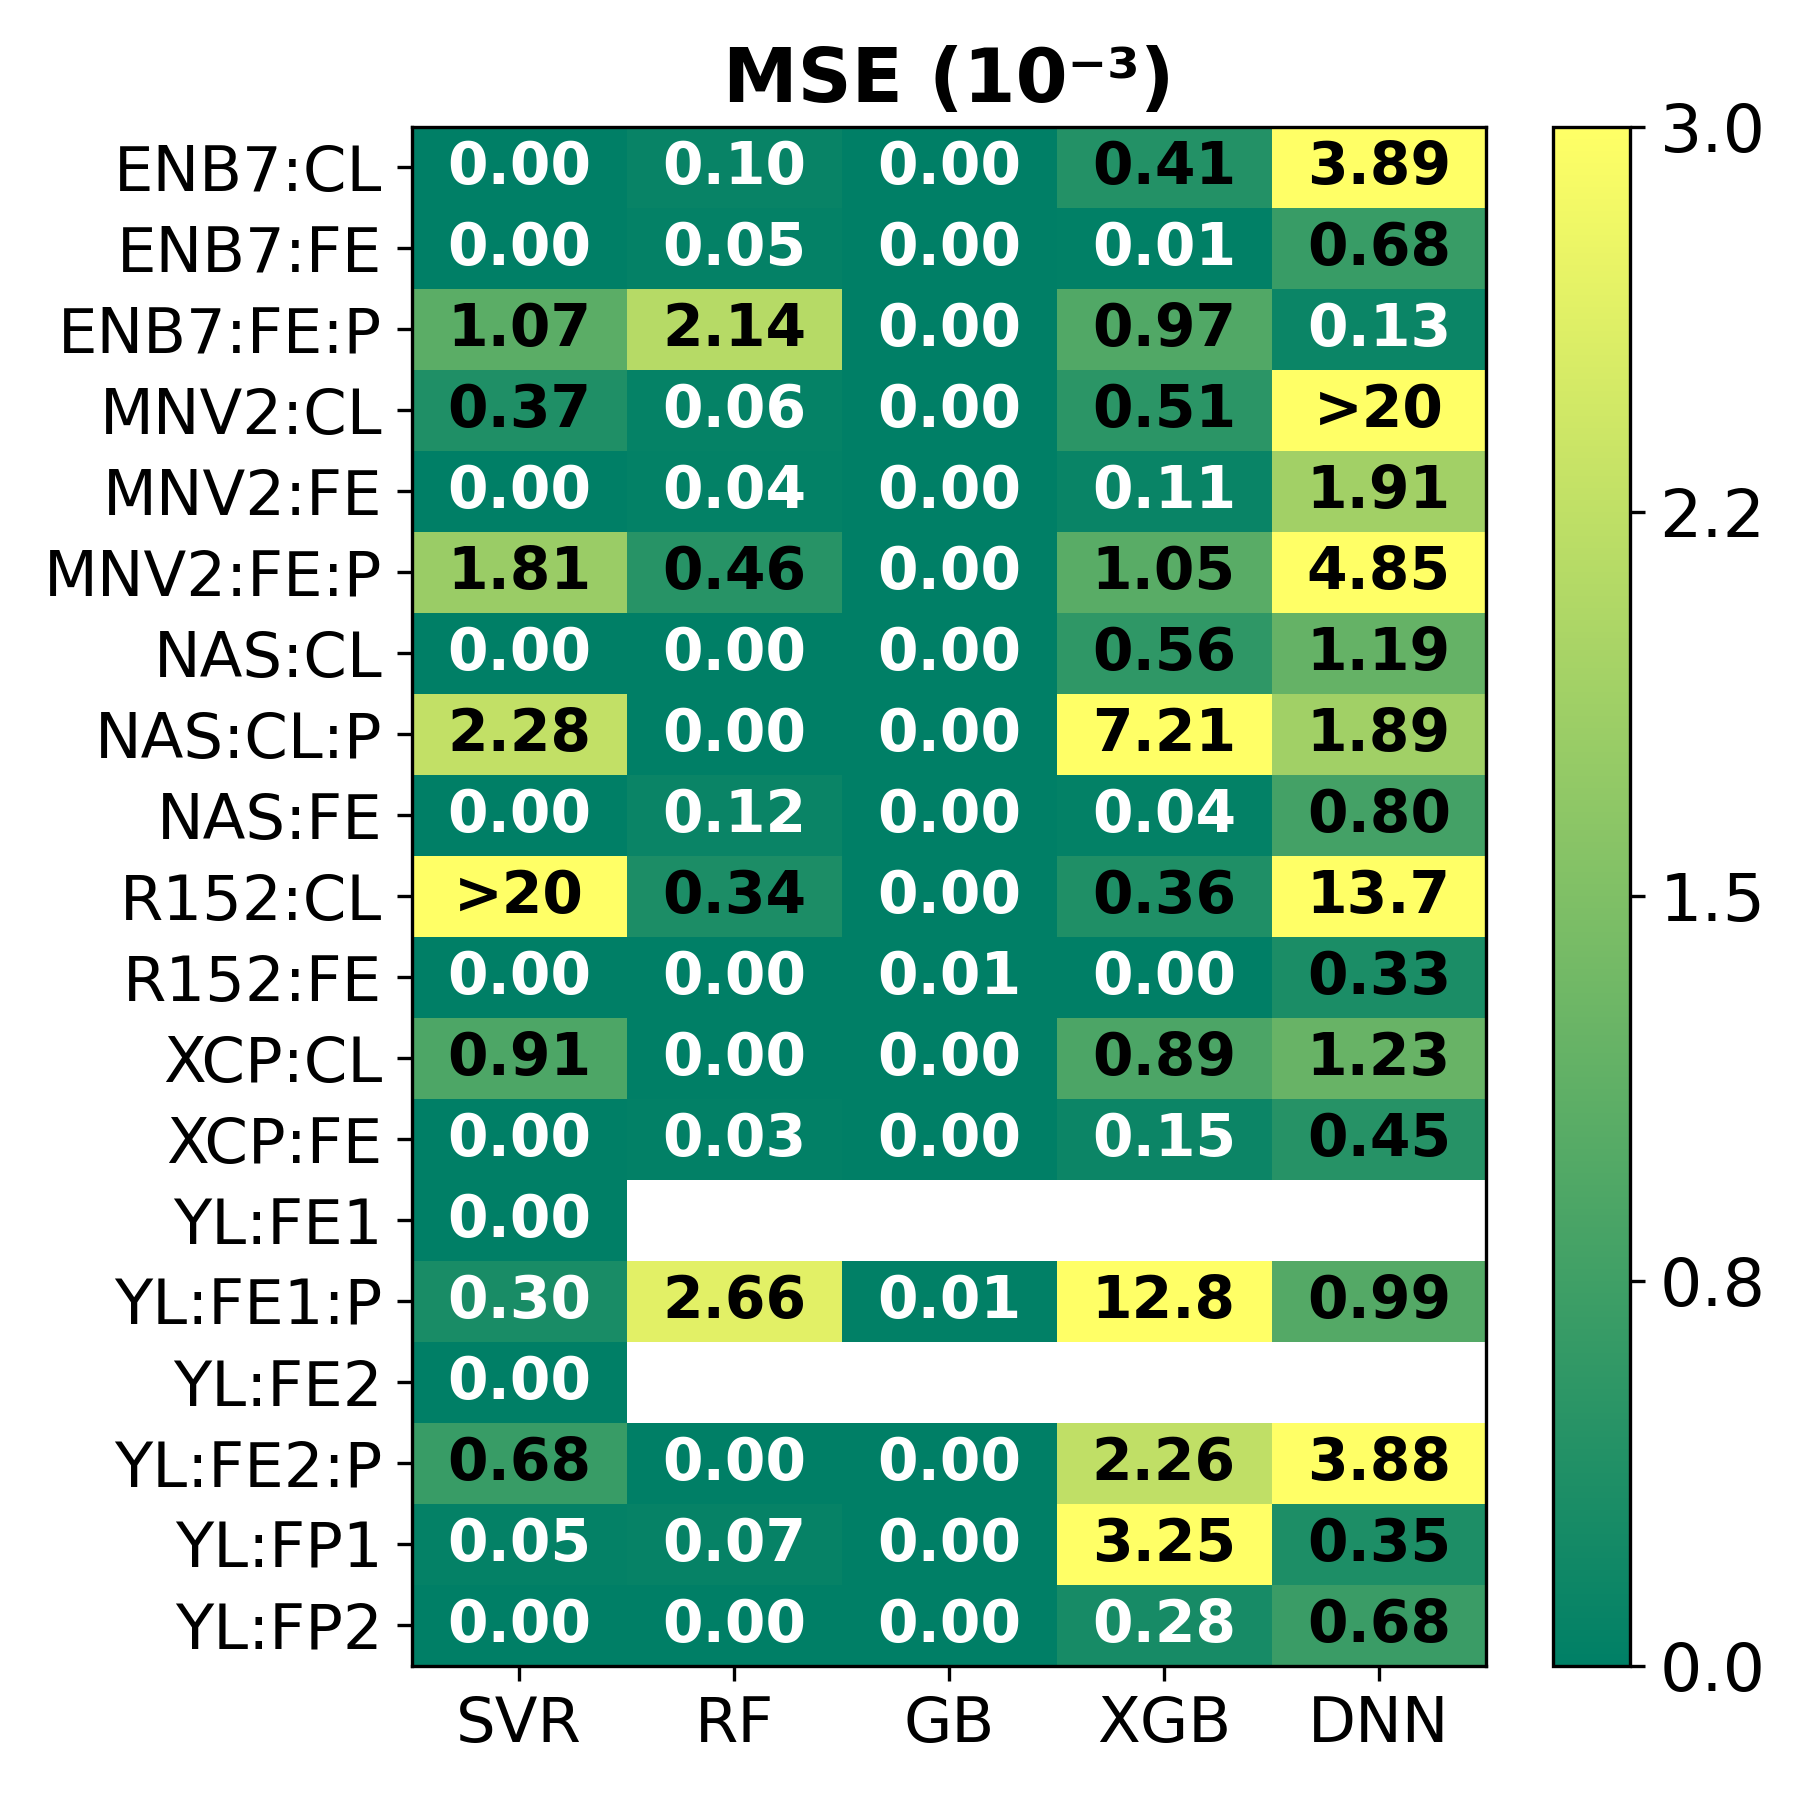 MSE (10⁻³)
ENB7:CL 0.00 0.10 0.00 0.41 3.89
ENB7:FE 0.00 0.05 0.00 0.01 0.68
ENB7:FE:P 1.07 2.14 0.00 0.97 0.13
MNV2:CL 0.37 0.06 0.00 0.51 >20
MNV2:FE 0.00 0.04 0.00 0.11 1.91
MNV2:FE:P 1.81 0.46 0.00 1.05 4.85
NAS:CL 0.00 0.00 0.00 0.56 1.19
NAS:CL:P 2.28 0.00 0.00 7.21 1.89
NAS:FE 0.00 0.12 0.00 0.04 0.80
R152:CL >20 0.34 0.00 0.36 13.7
R152:FE 0.00 0.00 0.01 0.00 0.33
XCP:CL 0.91 0.00 0.00 0.89 1.23
XCP:FE 0.00 0.03 0.00 0.15 0.45
YL:FE1 0.00
YL:FE1:P 0.30 2.66 0.01 12.8 0.99
YL:FE2 0.00
YL:FE2:P 0.68 0.00 0.00 2.26 3.88
YL:FP1 0.05 0.07 0.00 3.25 0.35
YL:FP2 0.00 0.00 0.00 0.28 0.68
SVR RF GB XGB DNN
3.0
2.2
1.5
0.8
0.0